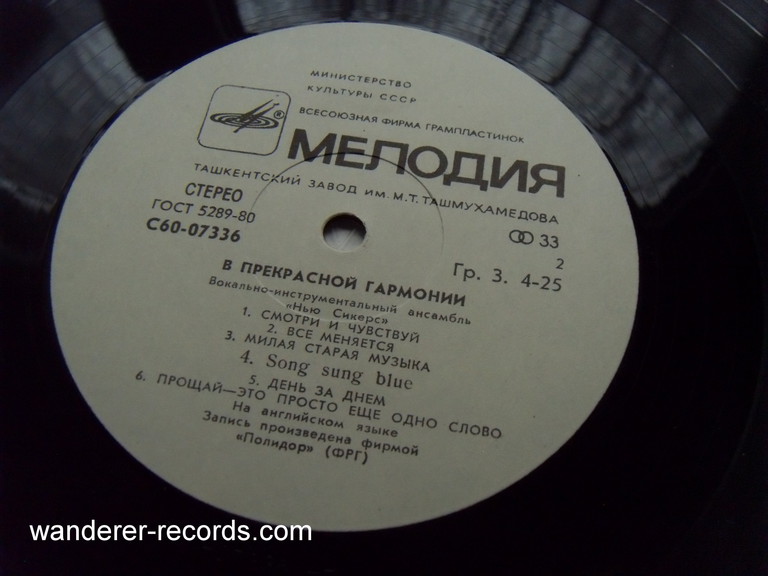 МИНИСТЕРСТВО
КУЛЬТУРЫ СССР
ВСЕСОЮЗНАЯ ФИРМА ГРАМПЛАСТИНОК
®
МЕЛОДИЯ
ТАШКЕНТСКИЙ ЗАВОД ИМ. М.Т. ТАШМУХАМЕДОВА
СТЕРЕО
ГОСТ 5289-80
С60-07336
33
2
Гр. 3. 4-25
В ПРЕКРАСНОЙ ГАРМОНИИ
Вокально-инструментальный ансамбль
«Нью Сикерс»
1. СМОТРИ И ЧУВСТВУЙ
2. ВСЕ МЕНЯЕТСЯ
3. МИЛАЯ СТАРАЯ МУЗЫКА
4. Song sung blue
5. ДЕНЬ ЗА ДНЕМ
6. ПРОЩАЙ—ЭТО ПРОСТО ЕЩЕ ОДНО СЛОВО
На английском языке
Запись произведена фирмой
«Полидор» (ФРГ)
wanderer-records.com